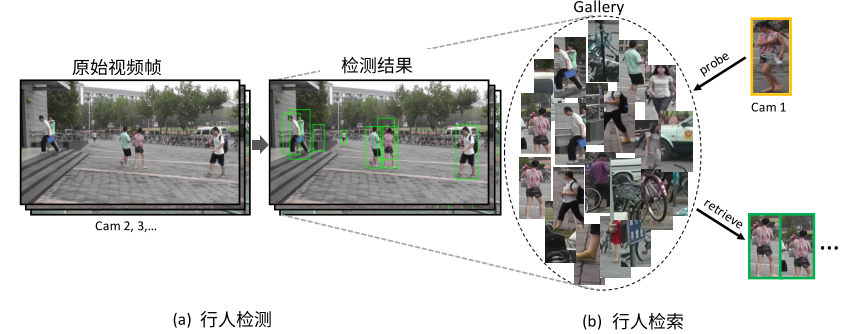 Gallery
原始视频帧
检测结果
probe
Cam 1
retrieve
Cam 2, 3,...
...
(a) 行人检测
(b) 行人检索